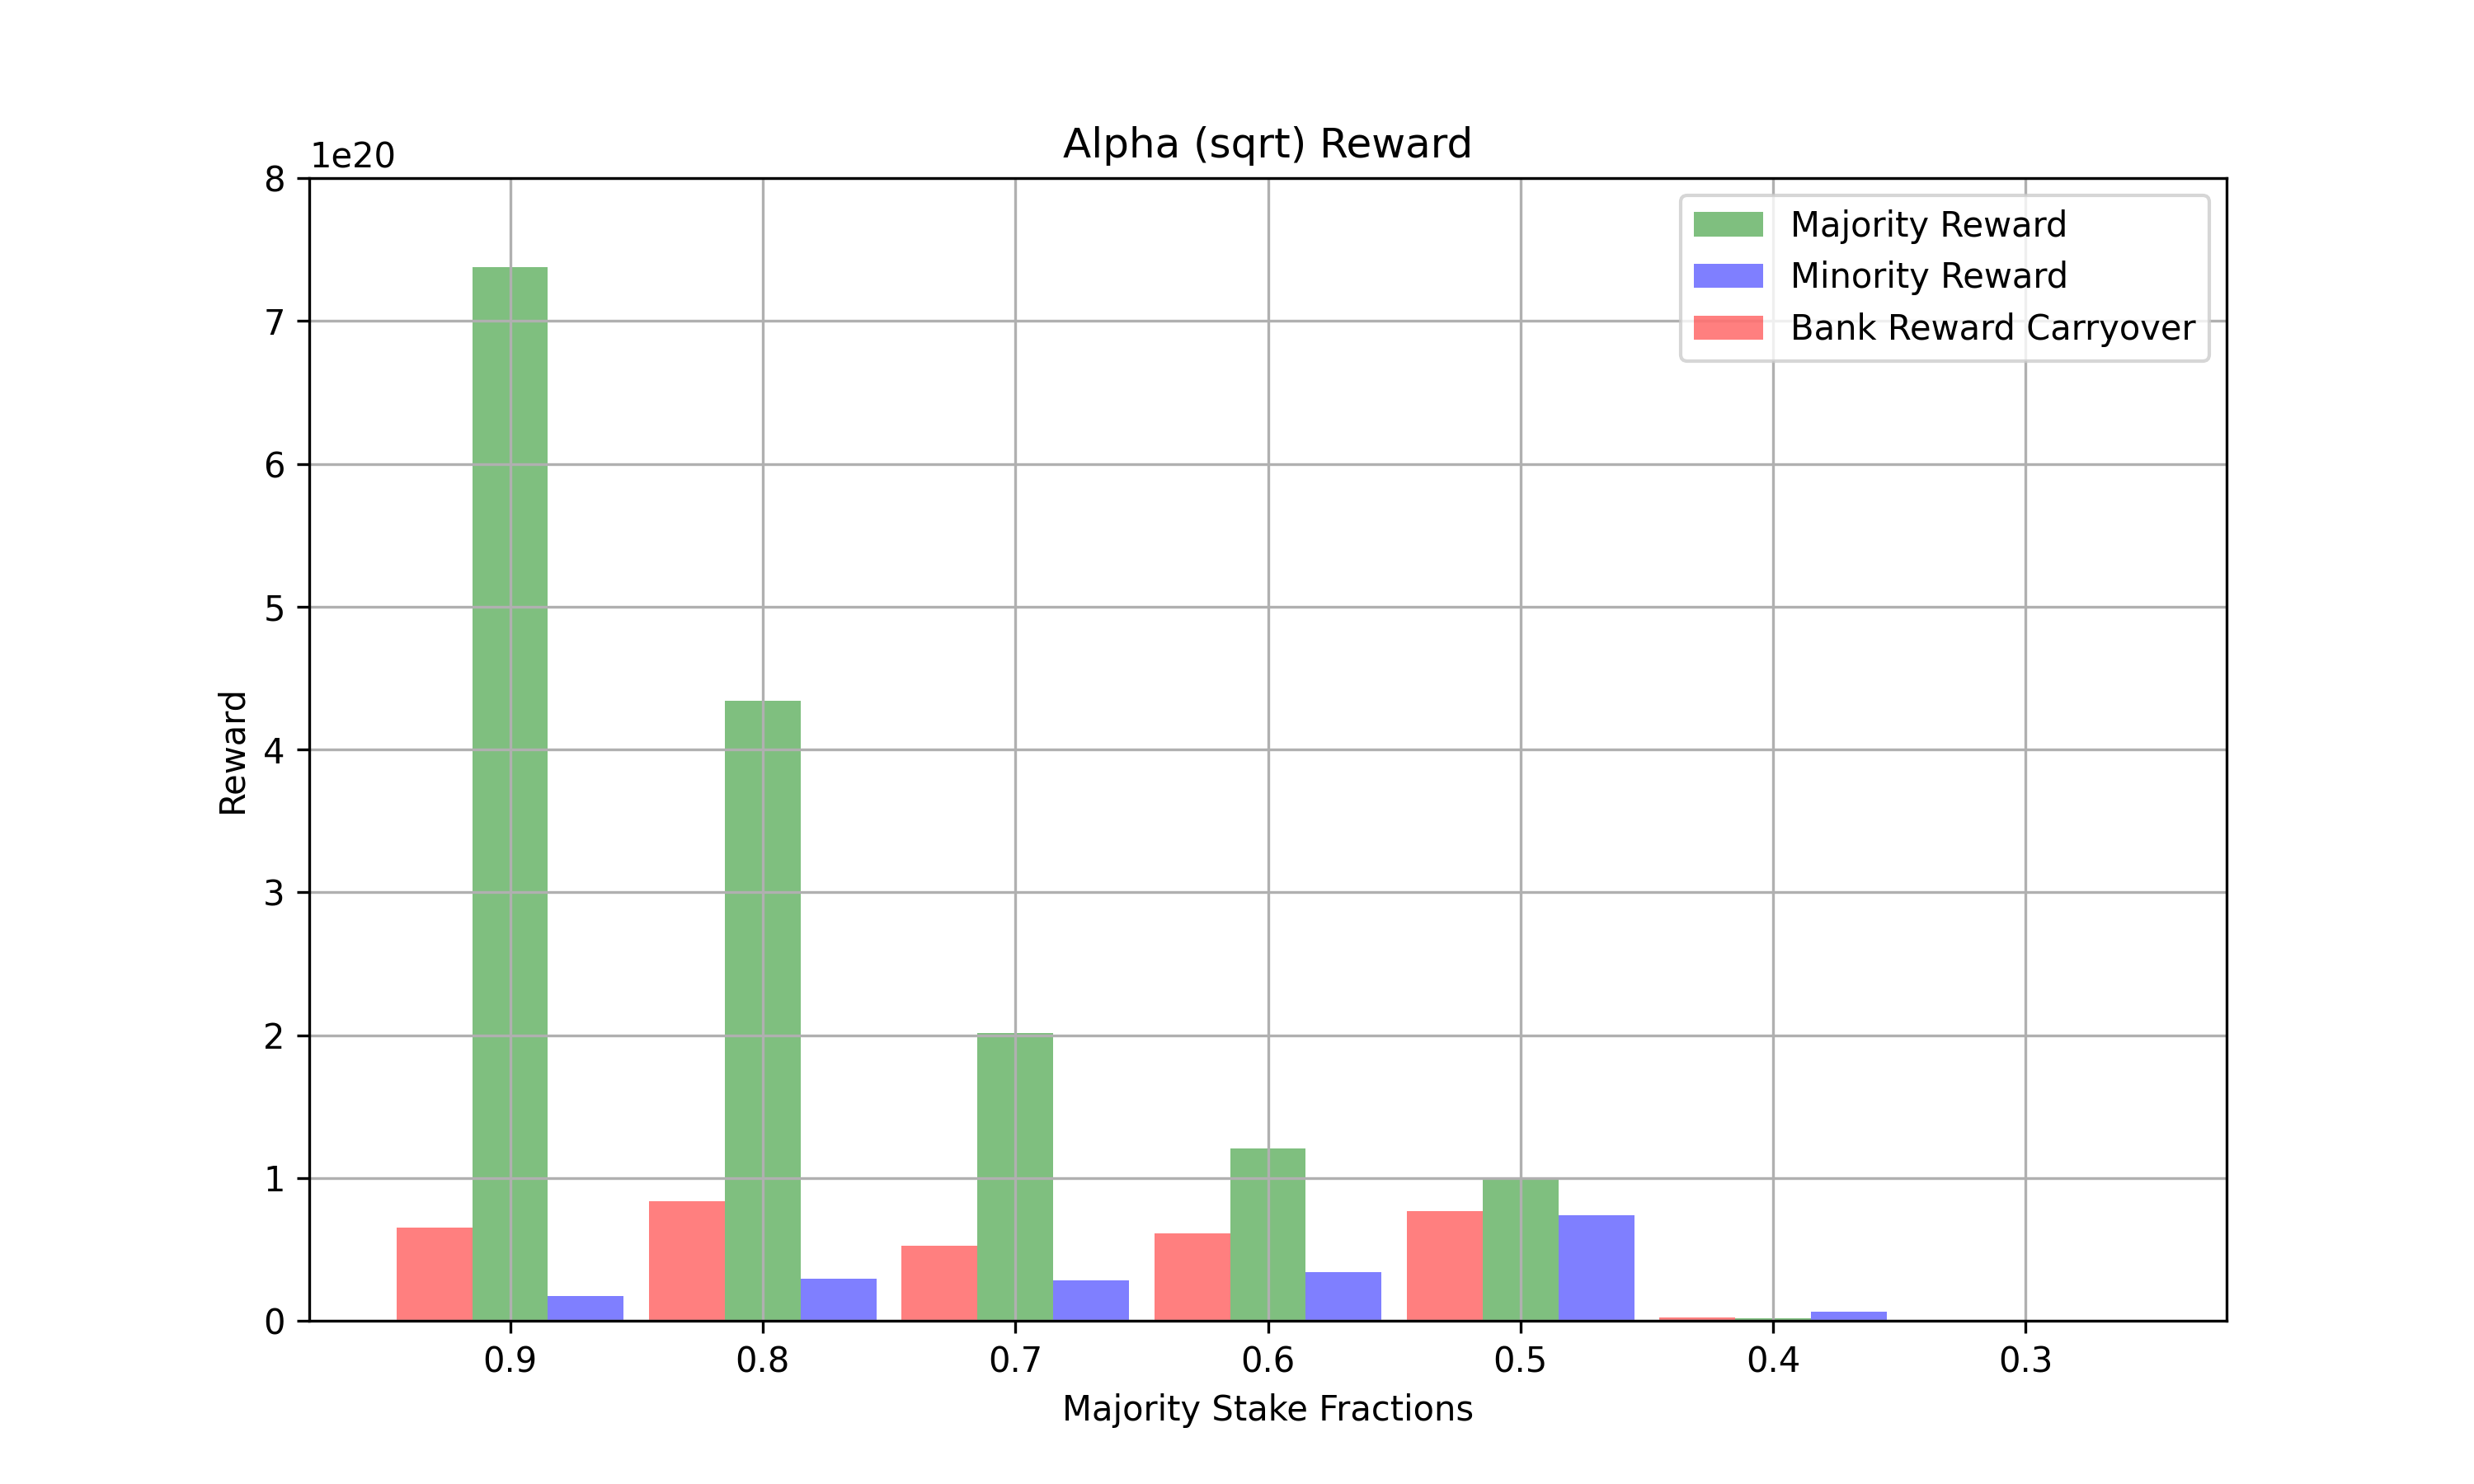 Alpha (sqrt) Reward
1e20
8
7
6
5
4
3
2
1
0
Reward
Majority Reward
Minority Reward
Bank Reward Carryover
0.9 0.8 0.7 0.6 0.5 0.4 0.3
Majority Stake Fractions